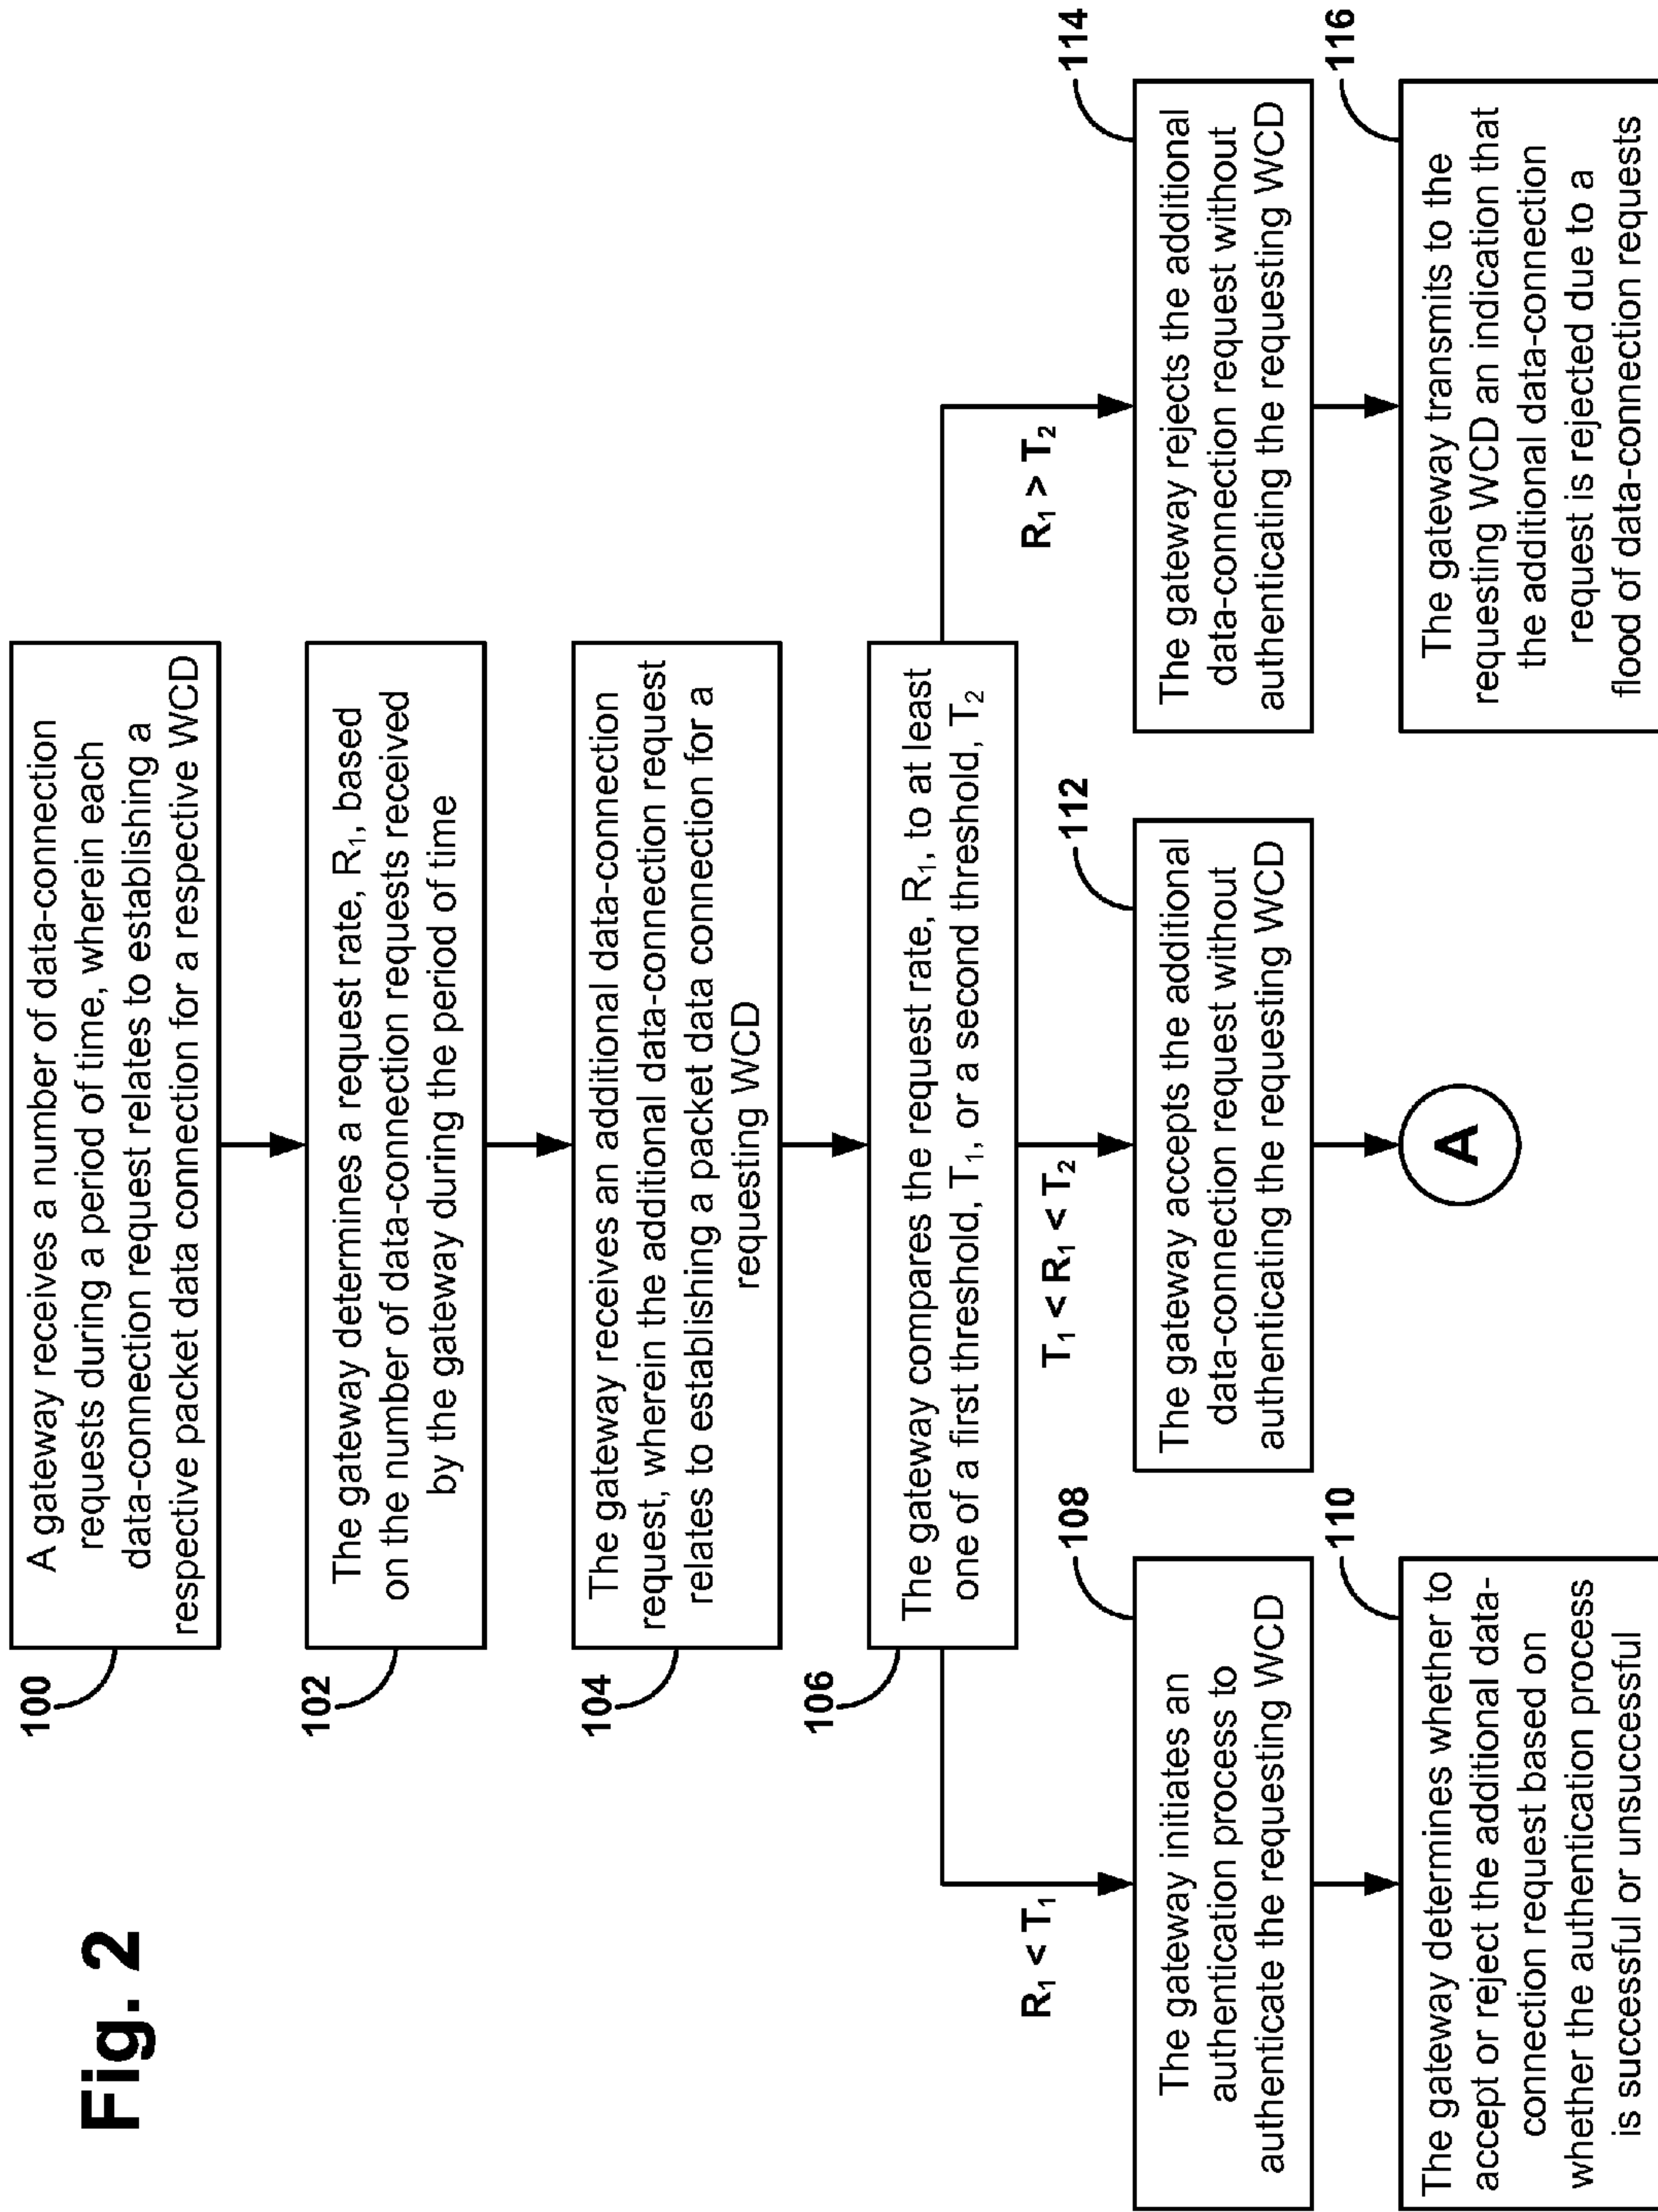 Fig. 2
100
A gateway receives a number of data-connection
requests during a period of time, wherein each
data-connection request relates to establishing a
respective packet data connection for a respective WCD
102
The gateway determines a request rate, R₁, based
on the number of data-connection requests received
by the gateway during the period of time
104
The gateway receives an additional data-connection
request, wherein the additional data-connection request
relates to establishing a packet data connection for a
requesting WCD
106
The gateway compares the request rate, R₁, to at least
one of a first threshold, T₁, or a second threshold, T₂
R₁ < T₁
108
The gateway initiates an
authentication process to
authenticate the requesting WCD
110
The gateway determines whether to
accept or reject the additional data-
connection request based on
whether the authentication process
is successful or unsuccessful
T₁ < R₁ < T₂
112
The gateway accepts the additional
data-connection request without
authenticating the requesting WCD
A
R₁ > T₂
114
The gateway rejects the additional
data-connection request without
authenticating the requesting WCD
116
The gateway transmits to the
requesting WCD an indication that
the additional data-connection
request is rejected due to a
flood of data-connection requests